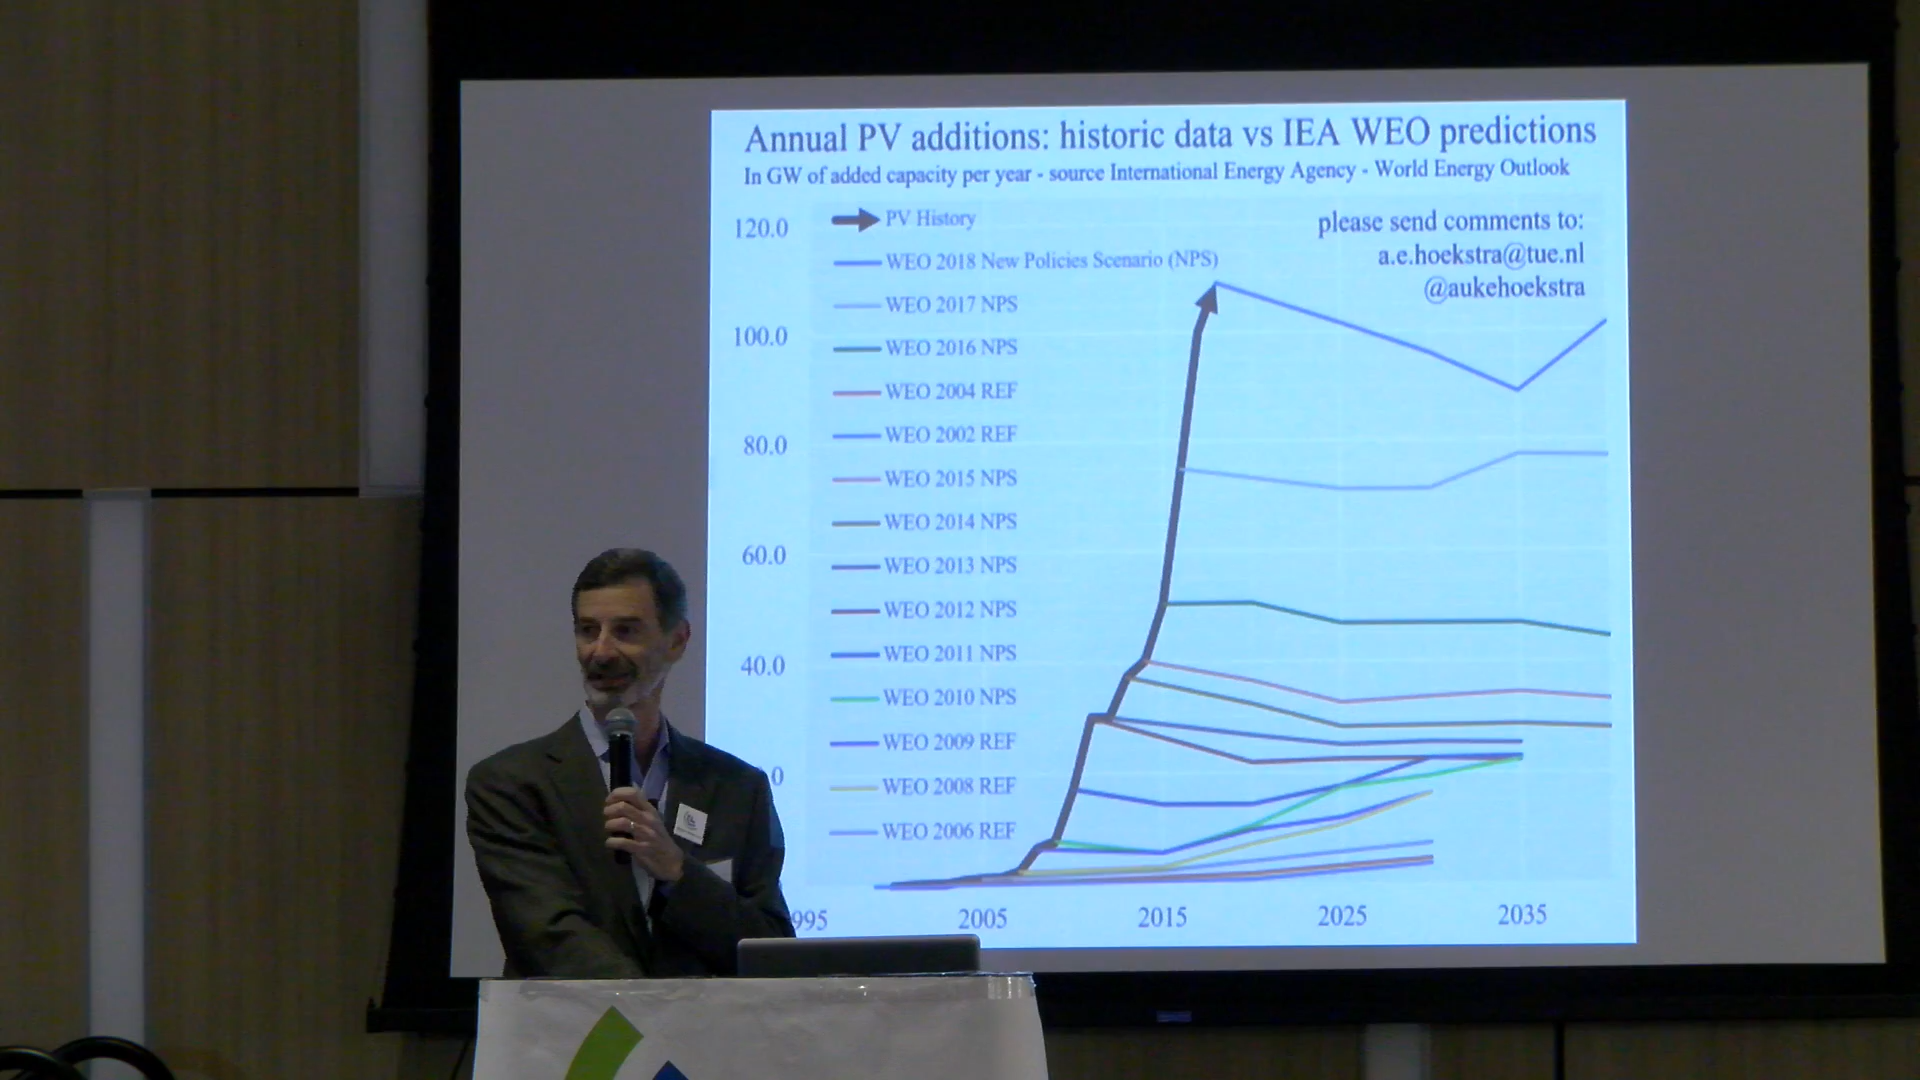 Annual PV additions: historic data vs IEA WEO predictions
In GW of added capacity per year - source International Energy Agency - World Energy Outlook
please send comments to:
a.e.hoekstra@tue.nl
@aukehoekstra
PV History
WEO 2018 New Policies Scenario (NPS)
WEO 2017 NPS
WEO 2016 NPS
WEO 2004 REF
WEO 2002 REF
WEO 2015 NPS
WEO 2014 NPS
WEO 2013 NPS
WEO 2012 NPS
WEO 2011 NPS
WEO 2010 NPS
WEO 2009 REF
WEO 2008 REF
WEO 2006 REF
120.0
100.0
80.0
60.0
40.0
0
995 2005 2015 2025 2035